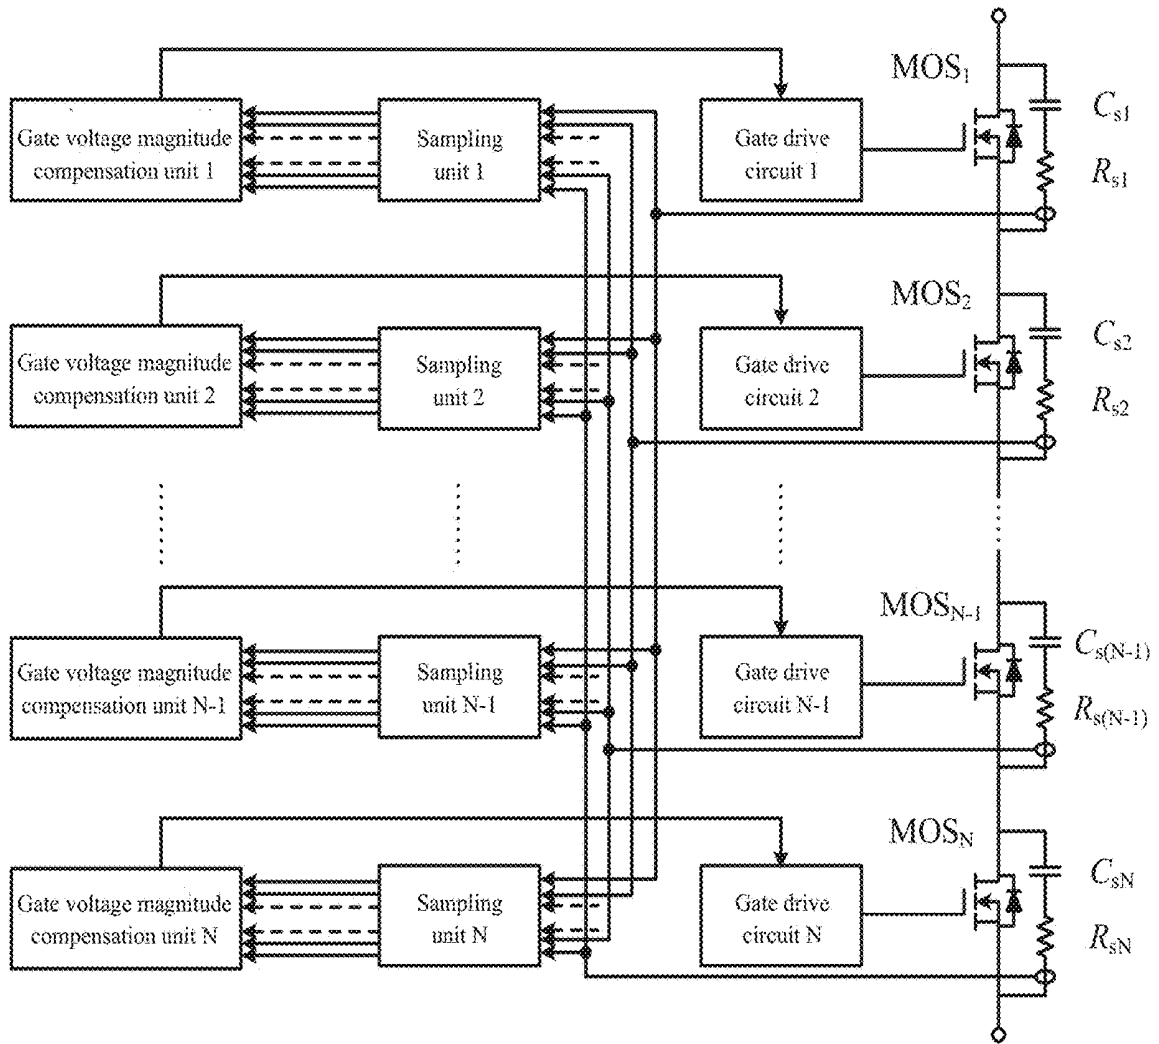 MOS1
Gate voltage magnitude
compensation unit 1
Sampling
unit 1
Gate drive
circuit 1
Cs1
Rs1
MOS2
Gate voltage magnitude
compensation unit 2
Sampling
unit 2
Gate drive
circuit 2
Cs2
Rs2
MOSN-1
Gate voltage magnitude
compensation unit N-1
Sampling
unit N-1
Gate drive
circuit N-1
Cs(N-1)
Rs(N-1)
MOSN
Gate voltage magnitude
compensation unit N
Sampling
unit N
Gate drive
circuit N
CsN
RsN